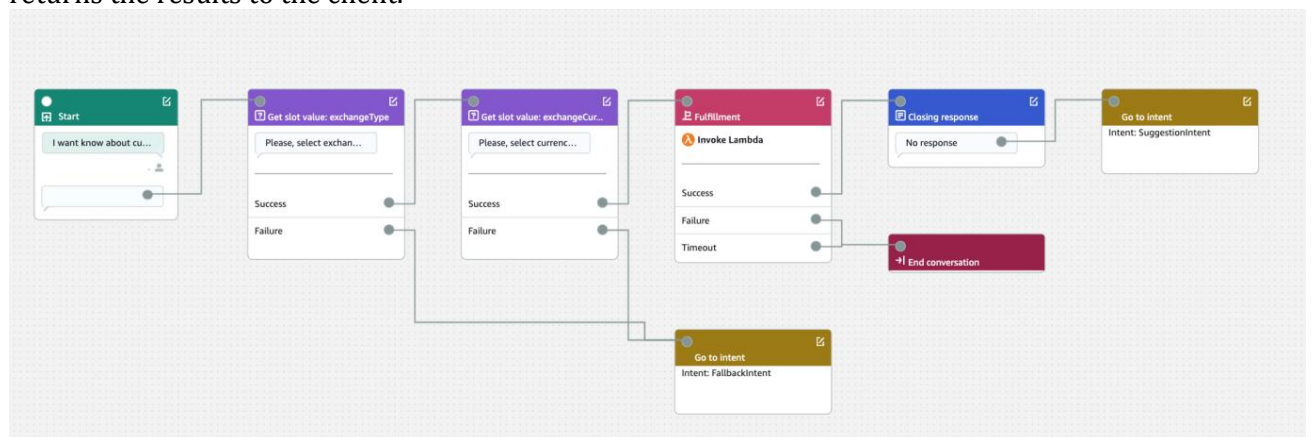 returns the results to the client.
Start
I want know about cu...
Get slot value: exchangeType
Please, select exchan...
Success
Failure
Get slot value: exchangeCur...
Please, select currenc...
Success
Failure
Fulfillment
Invoke Lambda
Success
Failure
Timeout
Closing response
No response
Go to intent
Intent: SuggestionIntent
End conversation
Go to intent
Intent: FallbackIntent